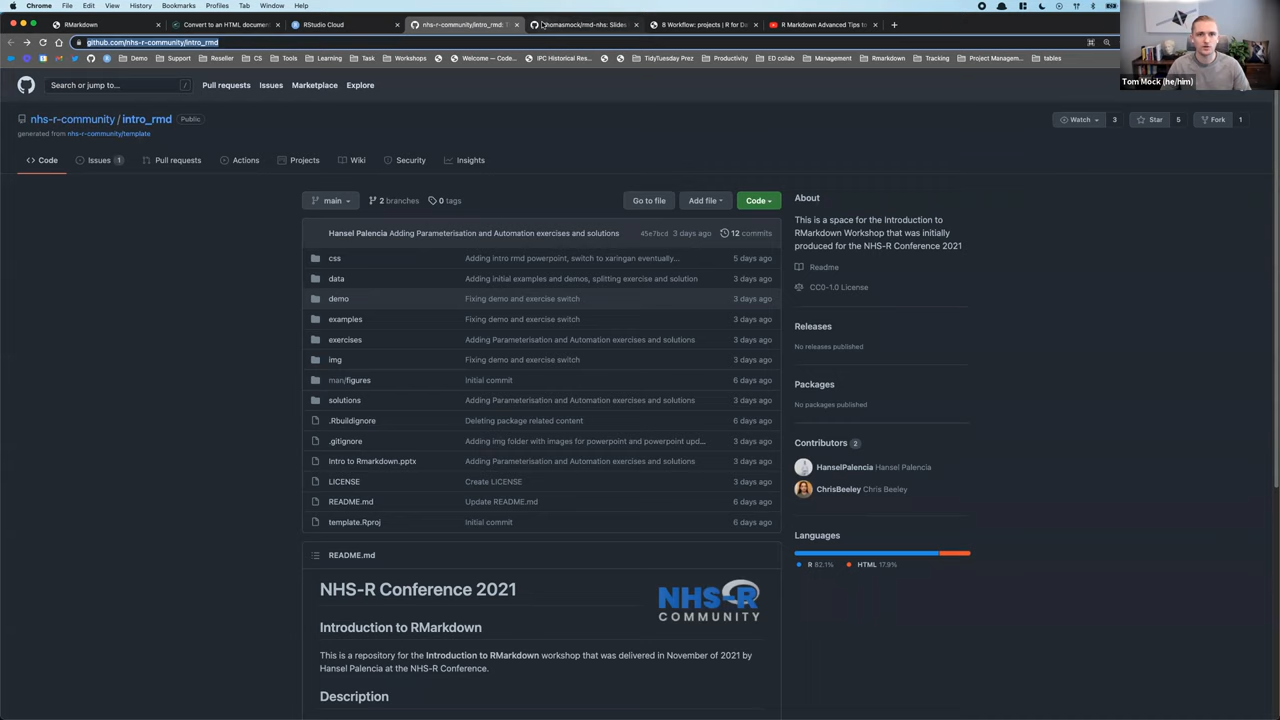 Chrome File Edit View History Bookmarks Profiles Tab Window Help
RMarkdown × Convert to an HTML documen × RStudio Cloud × nhs-r-community/intro_rmd: T × thomasmock/rmd-nhs: Slides × 8 Workflow: projects | R for Da × R Markdown Advanced Tips to × +
github.com/nhs-r-community/intro_rmd
Demo Support Reseller CS Tools Learning Task Workshops Welcome — Code... IPC Historical Res... TidyTuesday Prez Productivity ED collab Management Rmarkdown Tracking Project Managem... tables
Tom Mock (he/him)
Search or jump to... / Pull requests Issues Marketplace Explore
nhs-r-community / intro_rmd Public
generated from nhs-r-community/template
Watch 3 Star 5 Fork 1
Code Issues 1 Pull requests Actions Projects Wiki Security Insights
main 2 branches 0 tags Go to file Add file Code
Hansel Palencia Adding Parameterisation and Automation exercises and solutions 45e7bcd 3 days ago 12 commits
css Adding intro rmd powerpoint, switch to xaringan eventually... 5 days ago
data Adding initial examples and demos, splitting exercise and solution 3 days ago
demo Fixing demo and exercise switch 3 days ago
examples Fixing demo and exercise switch 3 days ago
exercises Adding Parameterisation and Automation exercises and solutions 3 days ago
img Fixing demo and exercise switch 3 days ago
man/figures Initial commit 6 days ago
solutions Adding Parameterisation and Automation exercises and solutions 3 days ago
.Rbuildignore Deleting package related content 6 days ago
.gitignore Adding img folder with images for powerpoint and powerpoint upd... 3 days ago
Intro to Rmarkdown.pptx Adding Parameterisation and Automation exercises and solutions 3 days ago
LICENSE Create LICENSE 3 days ago
README.md Update README.md 6 days ago
template.Rproj Initial commit 6 days ago
About
This is a space for the Introduction to
RMarkdown Workshop that was initially
produced for the NHS-R Conference 2021
Readme
CC0-1.0 License
Releases
No releases published
Packages
No packages published
Contributors 2
HanselPalencia Hansel Palencia
ChrisBeeley Chris Beeley
Languages
R 82.1% HTML 17.9%
README.md
NHS-R Conference 2021
NHS-R
COMMUNITY
Introduction to RMarkdown
This is a repository for the Introduction to RMarkdown workshop that was delivered in November of 2021 by
Hansel Palencia at the NHS-R Conference.
Description